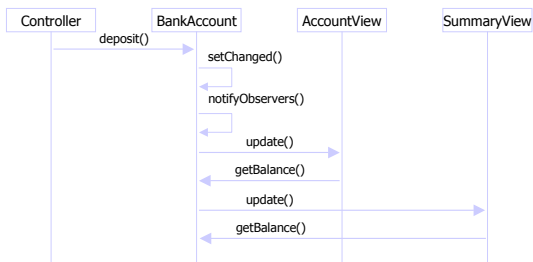 Controller BankAccount AccountView SummaryView
deposit()
setChanged()
notifyObservers()
update()
getBalance()
update()
getBalance()